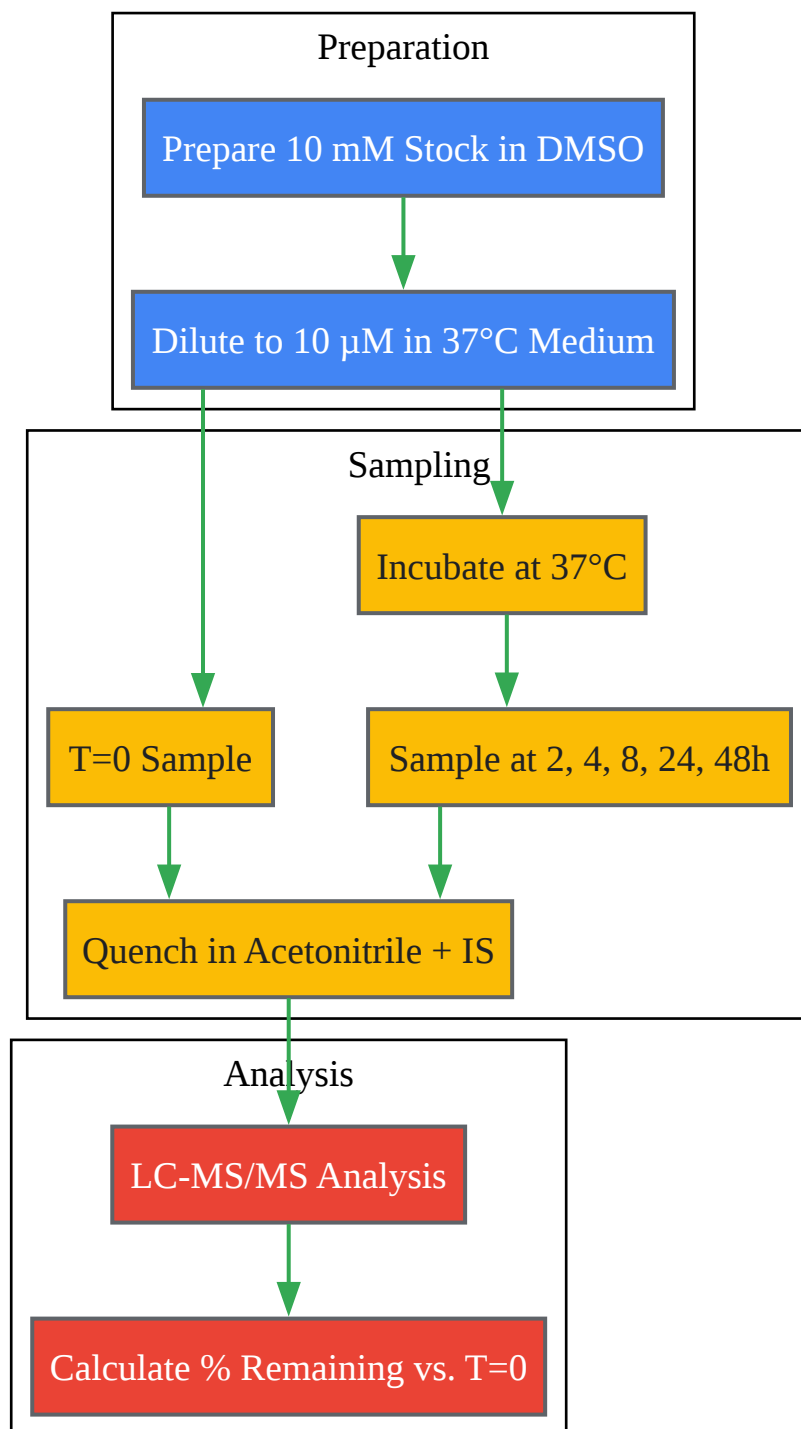 Preparation
Prepare 10 mM Stock in DMSO
Dilute to 10 µM in 37°C Medium
Sampling
Incubate at 37°C
T=0 Sample
Sample at 2, 4, 8, 24, 48h
Quench in Acetonitrile + IS
Analysis
LC-MS/MS Analysis
Calculate % Remaining vs. T=0